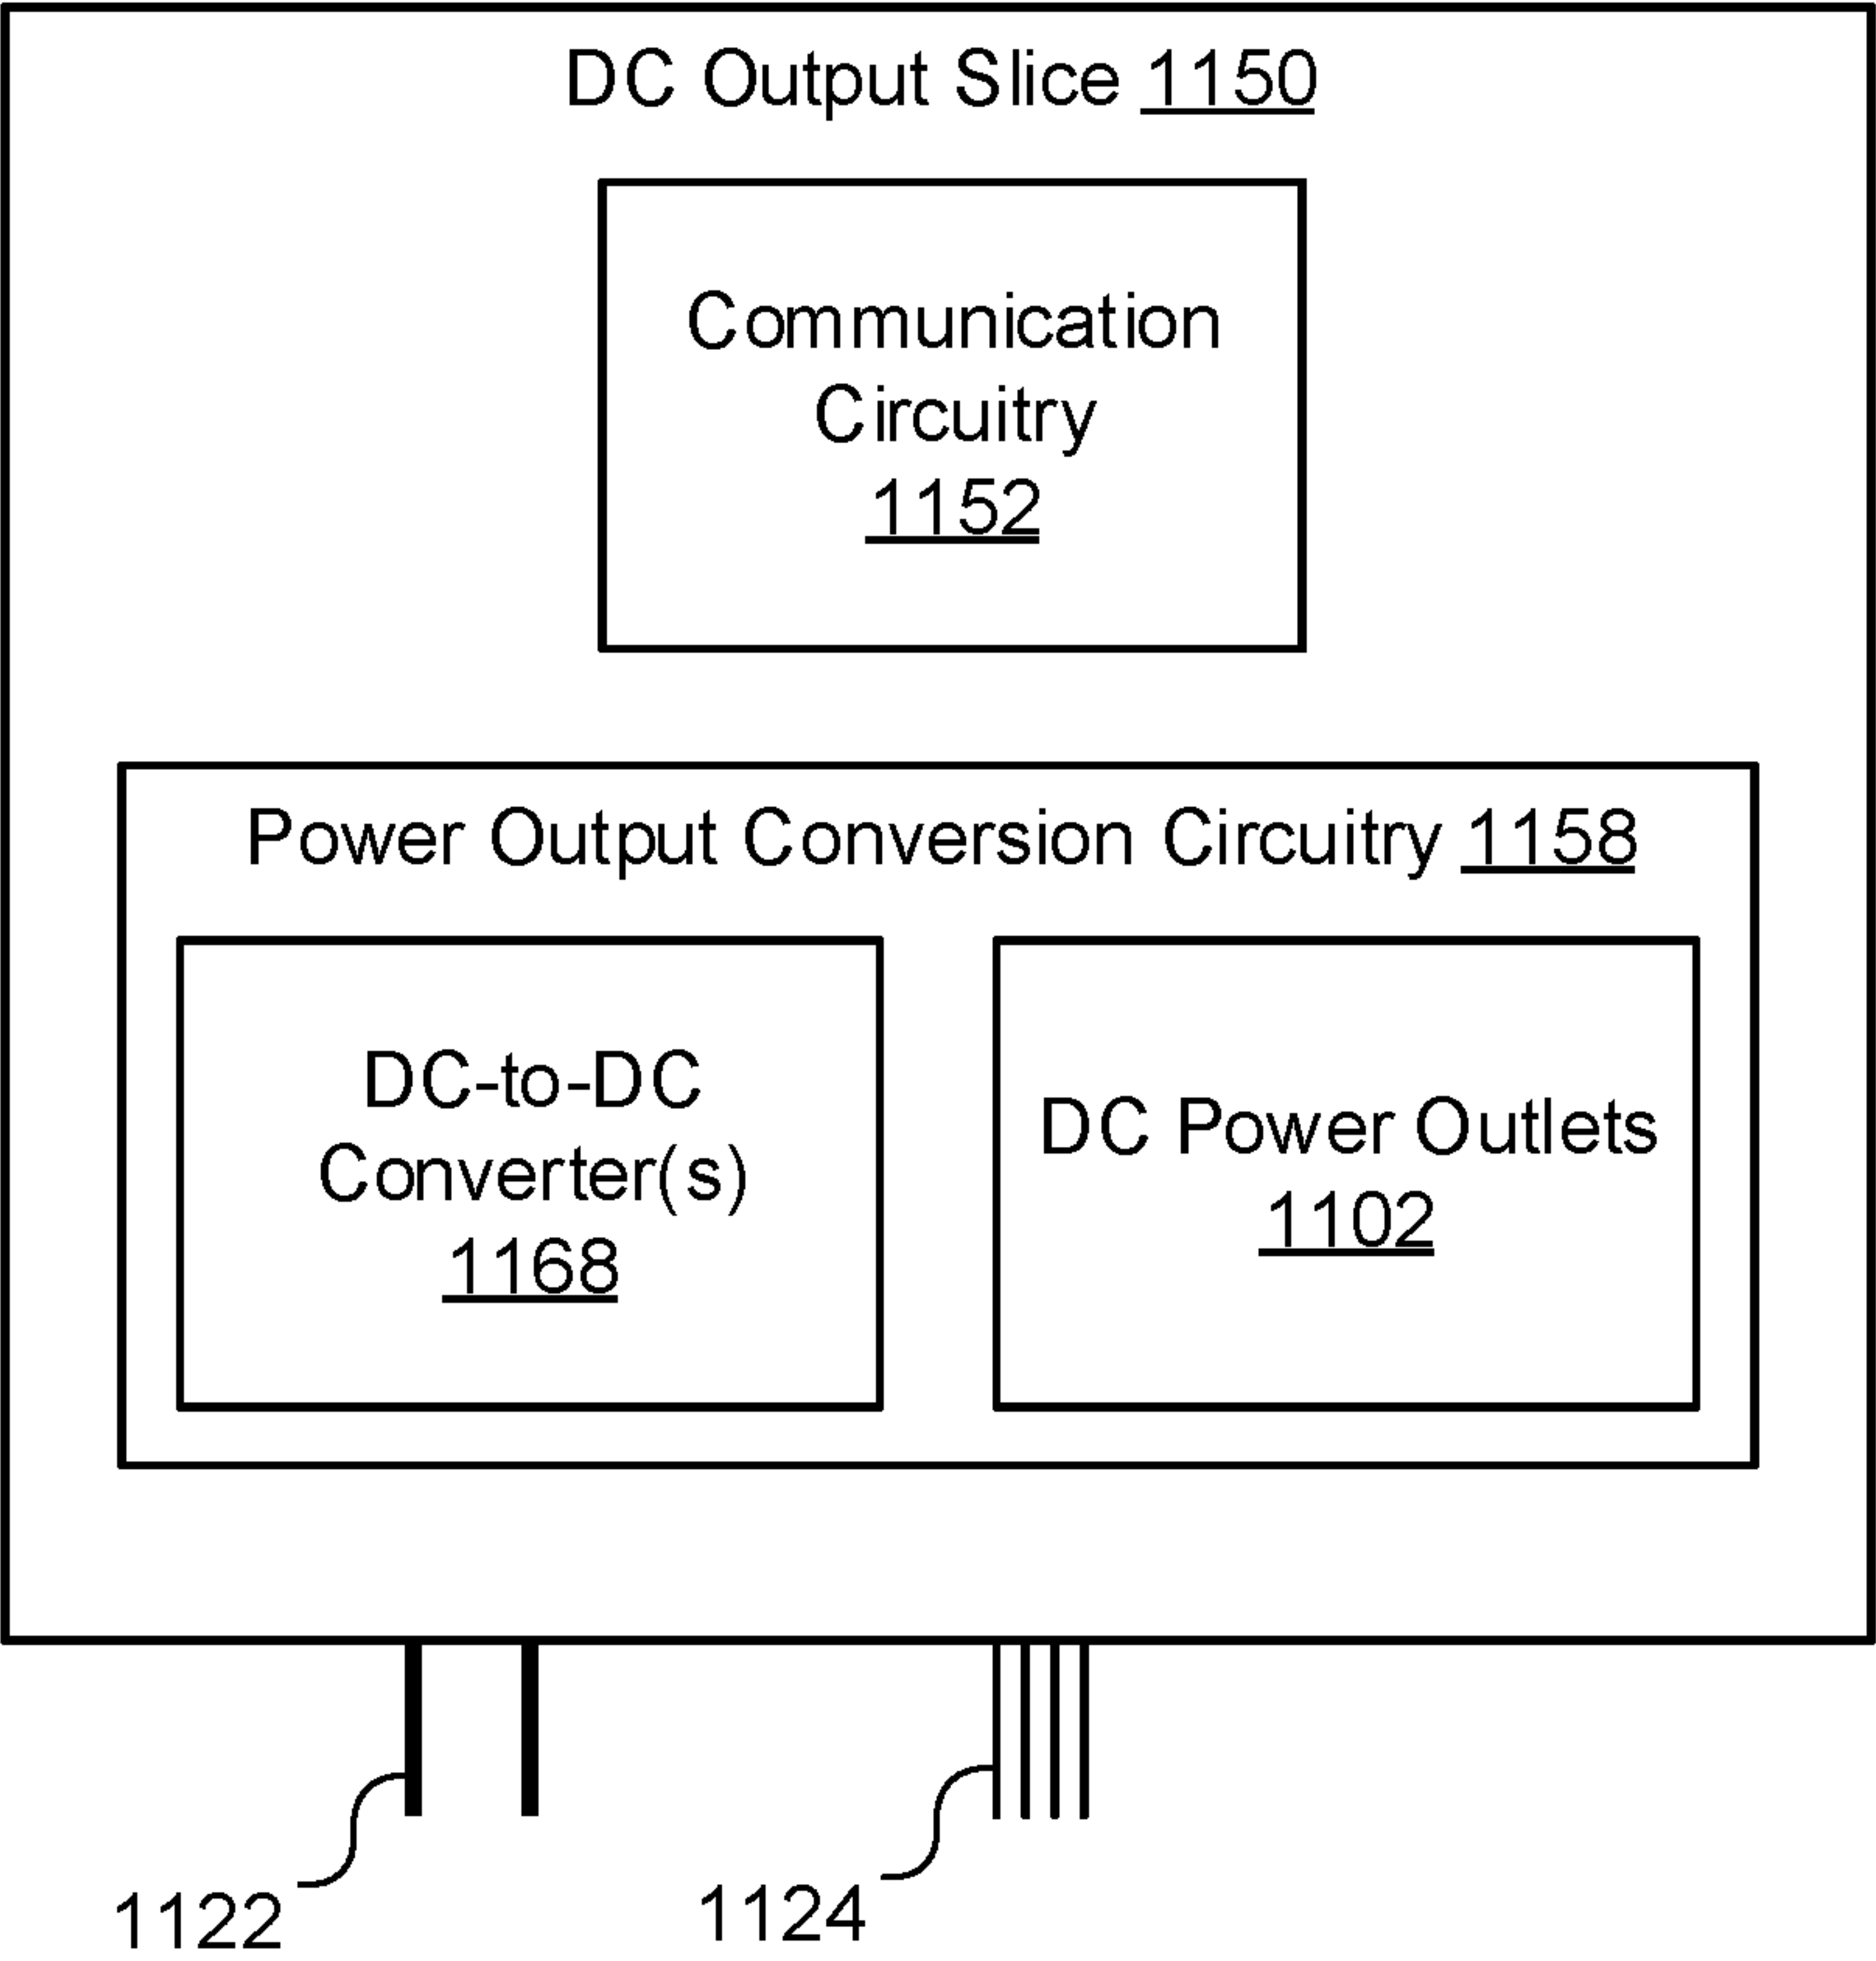 DC Output Slice 1150
Communication
Circuitry
1152
Power Output Conversion Circuitry 1158
DC-to-DC
Converter(s)
1168
DC Power Outlets
1102
1122
1124